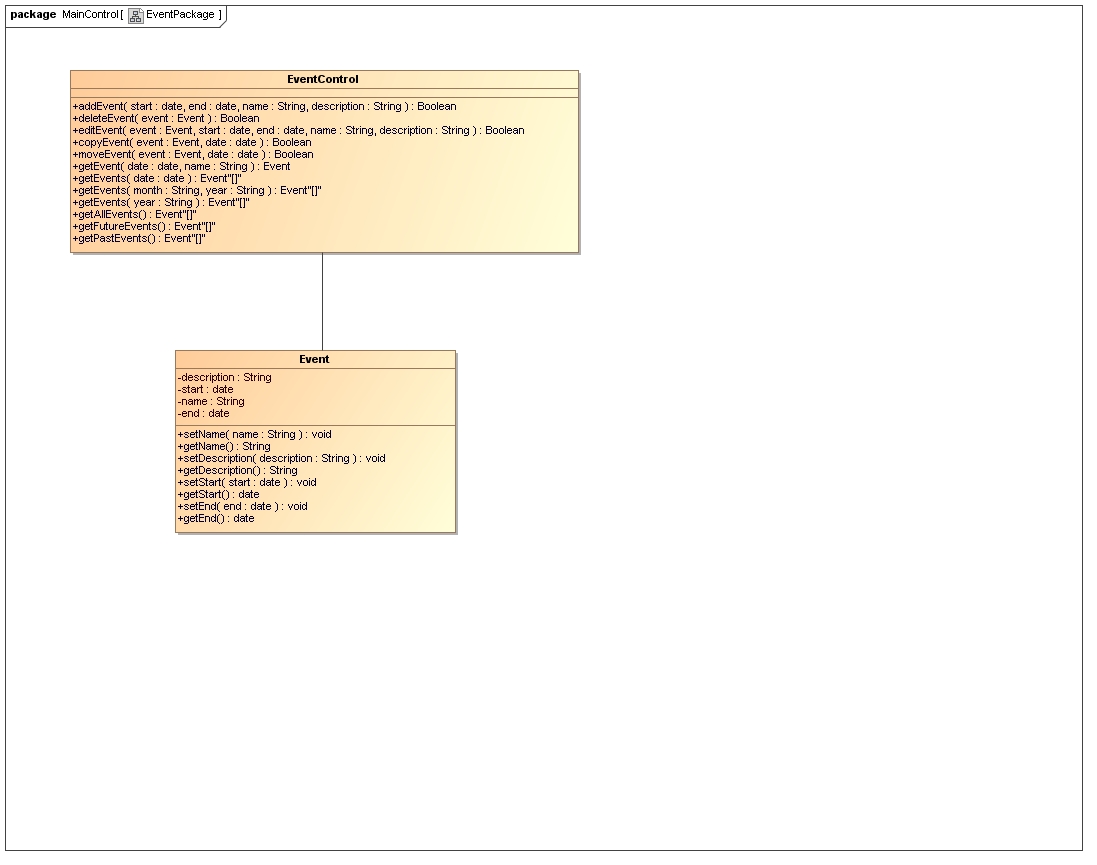 package MainControl[ EventPackage ]
EventControl
+addEvent( start : date, end : date, name : String, description : String ) : Boolean
+deleteEvent( event : Event ) : Boolean
+editEvent( event : Event, start : date, end : date, name : String, description : String ) : Boolean
+copyEvent( event : Event, date : date ) : Boolean
+moveEvent( event : Event, date : date ) : Boolean
+getEvent( date : date, name : String ) : Event
+getEvents( date : date ) : Event"[]"
+getEvents( month : String, year : String ) : Event"[]"
+getEvents( year : String ) : Event"[]"
+getAllEvents() : Event"[]"
+getFutureEvents() : Event"[]"
+getPastEvents() : Event"[]"
Event
-description : String
-start : date
-name : String
-end : date
+setName( name : String ) : void
+getName() : String
+setDescription( description : String ) : void
+getDescription() : String
+setStart( start : date ) : void
+getStart() : date
+setEnd( end : date ) : void
+getEnd() : date